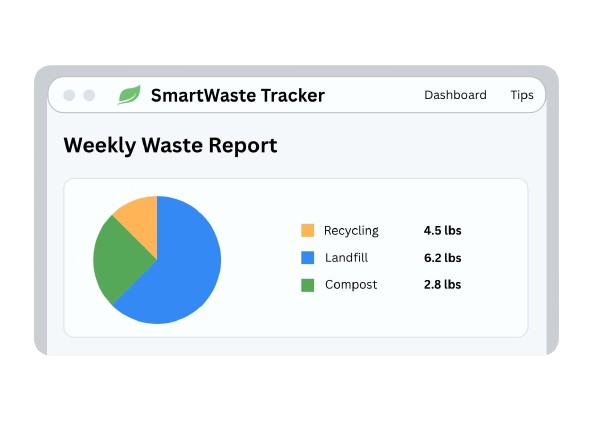 SmartWaste Tracker Dashboard Tips
Weekly Waste Report
Recycling 4.5 lbs
Landfill 6.2 lbs
Compost 2.8 lbs